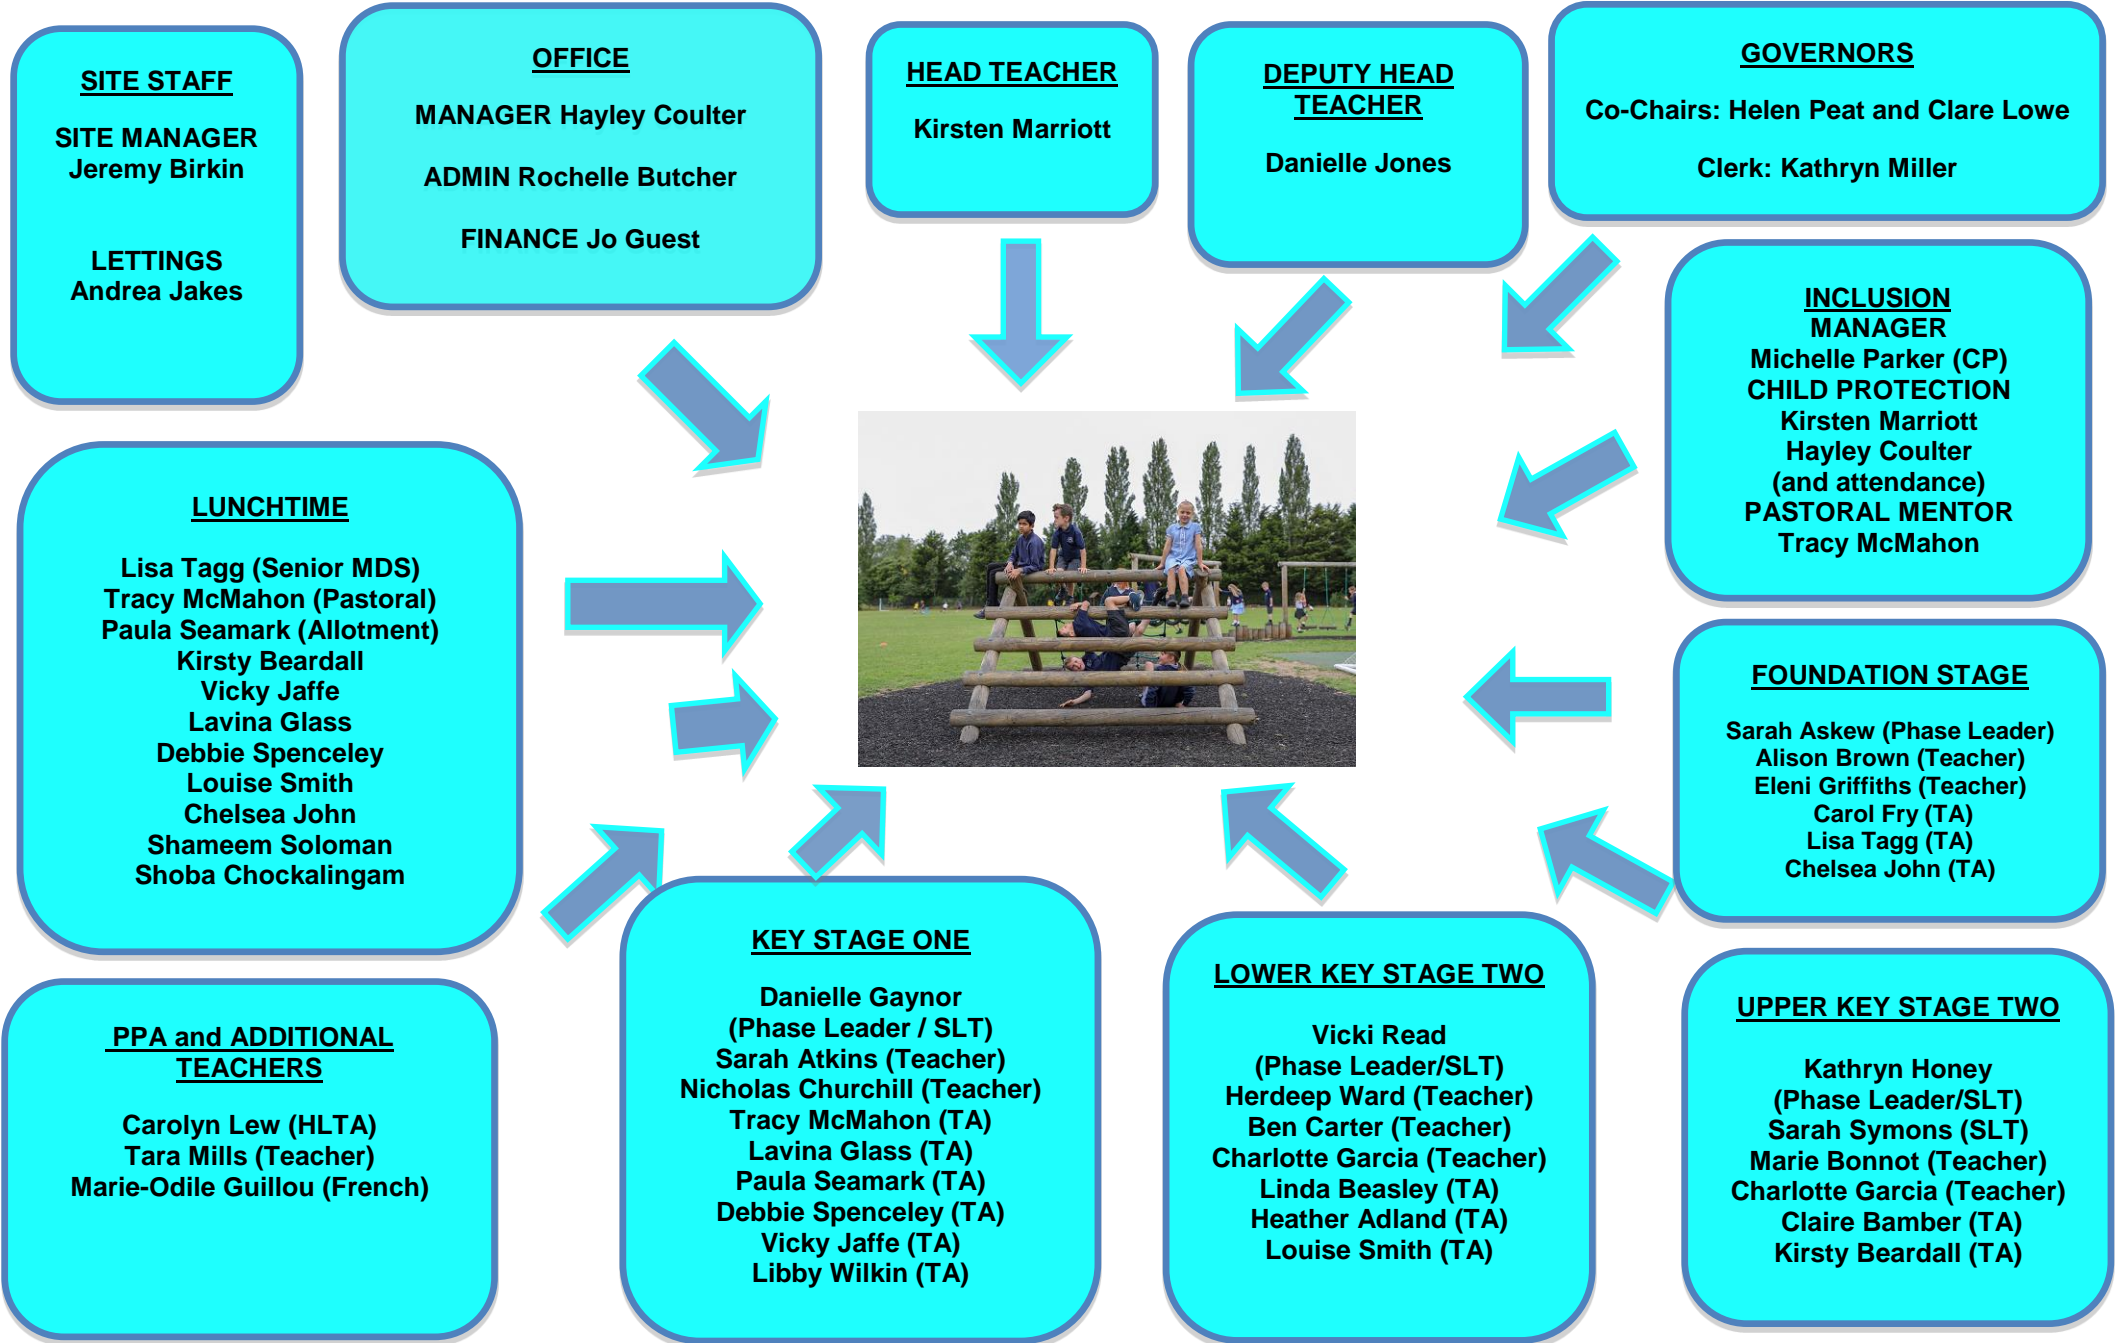 SITE STAFF
SITE MANAGER
Jeremy Birkin
LETTINGS
Andrea Jakes
OFFICE
MANAGER Hayley Coulter
ADMIN Rochelle Butcher
FINANCE Jo Guest
HEAD TEACHER
Kirsten Marriott
DEPUTY HEAD
TEACHER
Danielle Jones
GOVERNORS
Co-Chairs: Helen Peat and Clare Lowe
Clerk: Kathryn Miller
INCLUSION
MANAGER
Michelle Parker (CP)
CHILD PROTECTION
Kirsten Marriott
Hayley Coulter
(and attendance)
PASTORAL MENTOR
Tracy McMahon
LUNCHTIME
Lisa Tagg (Senior MDS)
Tracy McMahon (Pastoral)
Paula Seamark (Allotment)
Kirsty Beardall
Vicky Jaffe
Lavina Glass
Debbie Spenceley
Louise Smith
Chelsea John
Shameem Soloman
Shoba Chockalingam
FOUNDATION STAGE
Sarah Askew (Phase Leader)
Alison Brown (Teacher)
Eleni Griffiths (Teacher)
Carol Fry (TA)
Lisa Tagg (TA)
Chelsea John (TA)
PPA and ADDITIONAL
TEACHERS
Carolyn Lew (HLTA)
Tara Mills (Teacher)
Marie-Odile Guillou (French)
KEY STAGE ONE
Danielle Gaynor
(Phase Leader / SLT)
Sarah Atkins (Teacher)
Nicholas Churchill (Teacher)
Tracy McMahon (TA)
Lavina Glass (TA)
Paula Seamark (TA)
Debbie Spenceley (TA)
Vicky Jaffe (TA)
Libby Wilkin (TA)
LOWER KEY STAGE TWO
Vicki Read
(Phase Leader/SLT)
Herdeep Ward (Teacher)
Ben Carter (Teacher)
Charlotte Garcia (Teacher)
Linda Beasley (TA)
Heather Adland (TA)
Louise Smith (TA)
UPPER KEY STAGE TWO
Kathryn Honey
(Phase Leader/SLT)
Sarah Symons (SLT)
Marie Bonnot (Teacher)
Charlotte Garcia (Teacher)
Claire Bamber (TA)
Kirsty Beardall (TA)